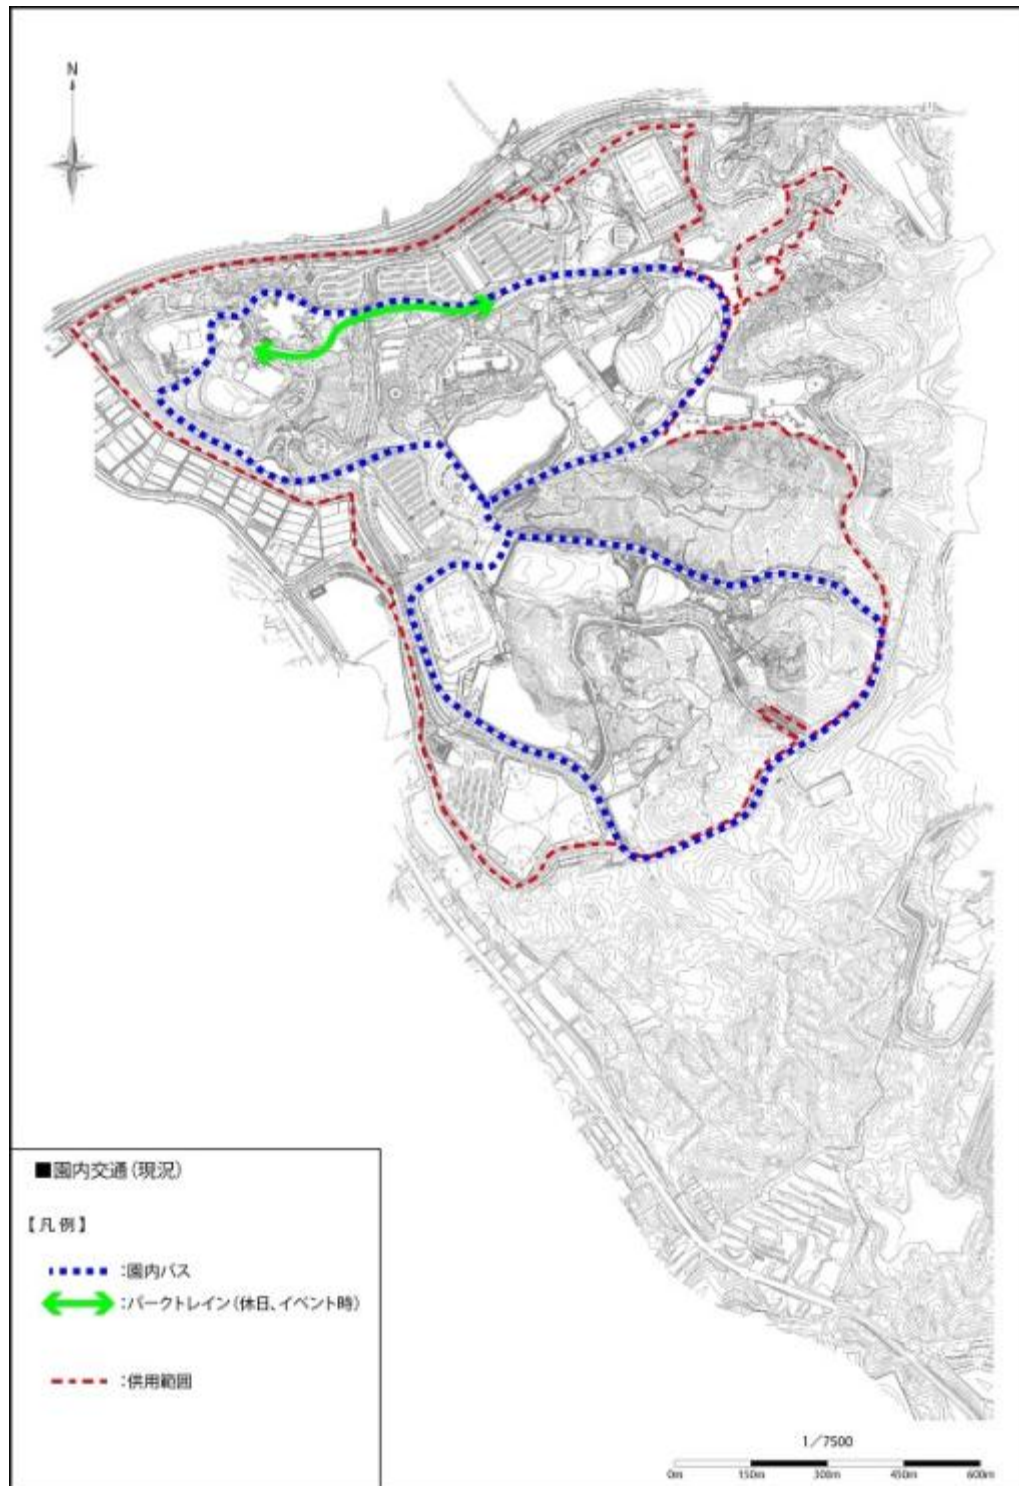 N
■園内交通（現況）
【凡例】
：園内バス
：パークトレイン（休日、イベント時）
：供用範囲
1／7500
0m 150m 300m 450m 600m